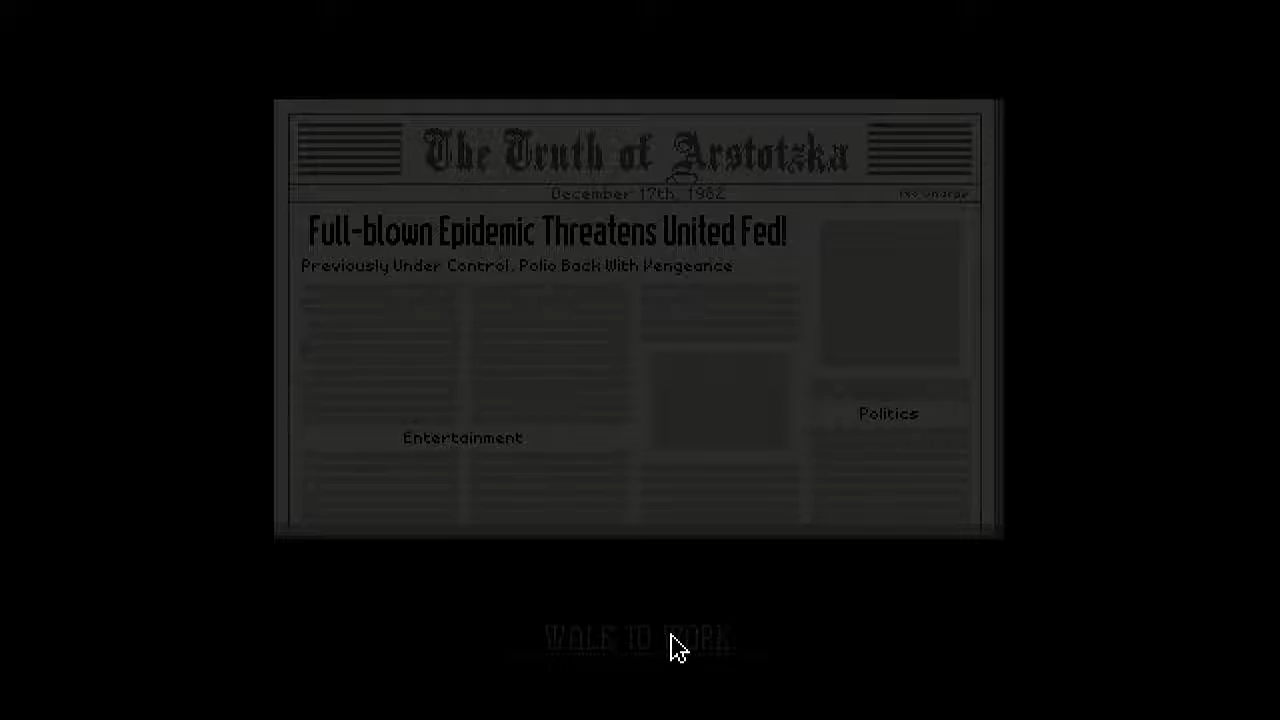 The Truth of Arstotzka
December 17th, 1982
Full-blown Epidemic Threatens United Fed!
Previously Under Control, Polio Back With Vengeance
Politics
Entertainment
WALK TO WORK